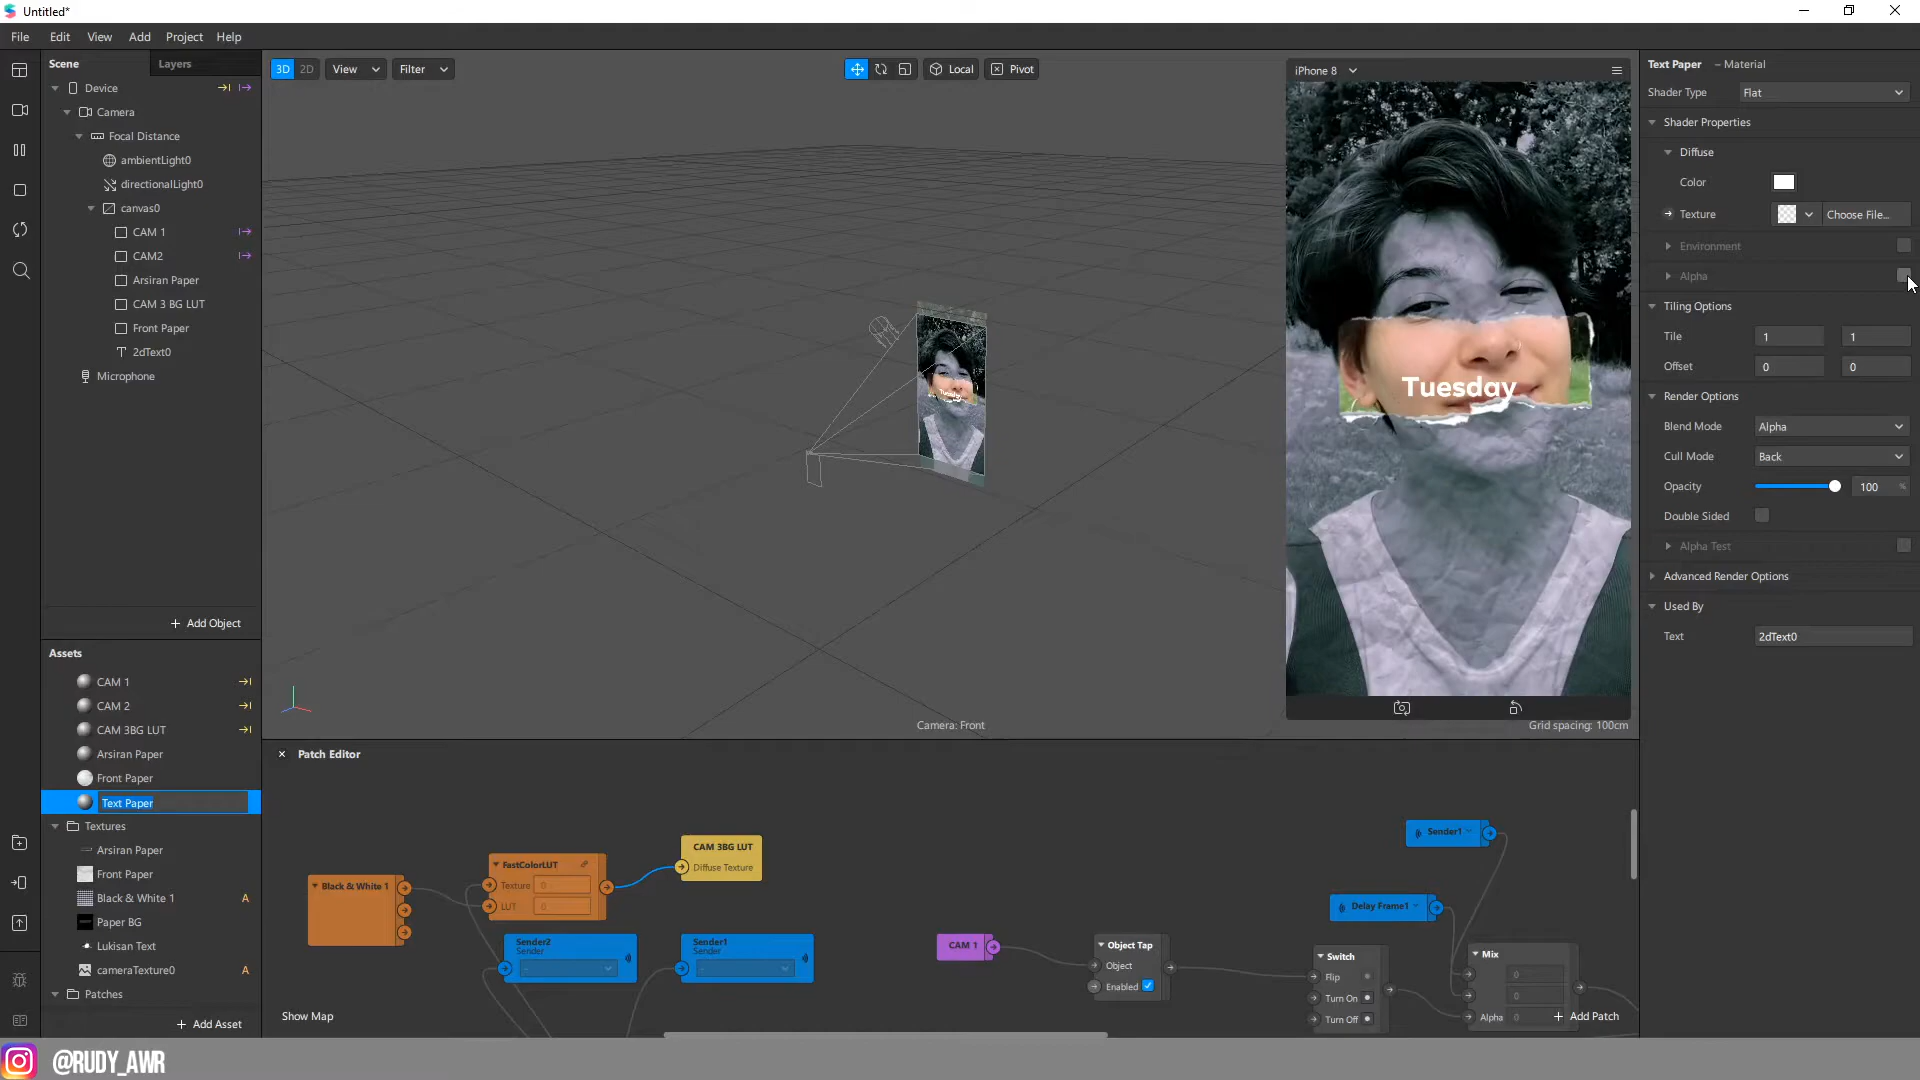 Untitled*
File Edit View Add Project Help
Scene Layers
Device
Camera
Focal Distance
ambientLight0
directionalLight0
canvas0
CAM 1
CAM2
Arsiran Paper
CAM 3 BG LUT
Front Paper
2dText0
Microphone
+ Add Object
Assets
CAM 1
CAM 2
CAM 3BG LUT
Arsiran Paper
Front Paper
Text Paper
Textures
Arsiran Paper
Front Paper
Black & White 1 A
Paper BG
Lukisan Text
cameraTexture0 A
Patches
+ Add Asset
3D 2D View Filter Local Pivot
Camera: Front
Grid spacing: 100cm
iPhone 8
Tuesday
Text Paper – Material
Shader Type Flat
Shader Properties
Diffuse
Color
Texture Choose File...
Environment
Alpha
Tiling Options
Tile 1 1
Offset 0 0
Render Options
Blend Mode Alpha
Cull Mode Back
Opacity 100 %
Double Sided
Alpha Test
Advanced Render Options
Used By
Text 2dText0
Patch Editor
Black & White 1
FastColorLUT
Texture 0
LUT 0
CAM 3BG LUT
Diffuse Texture
Sender2
Sender
-
Sender1
Sender
-
CAM 1
Object Tap
Object
Enabled
Sender1
Delay Frame1
Switch
Flip
Turn On
Turn Off
Mix
0
0
Alpha 0
+ Add Patch
Show Map
@RUDY_AWR